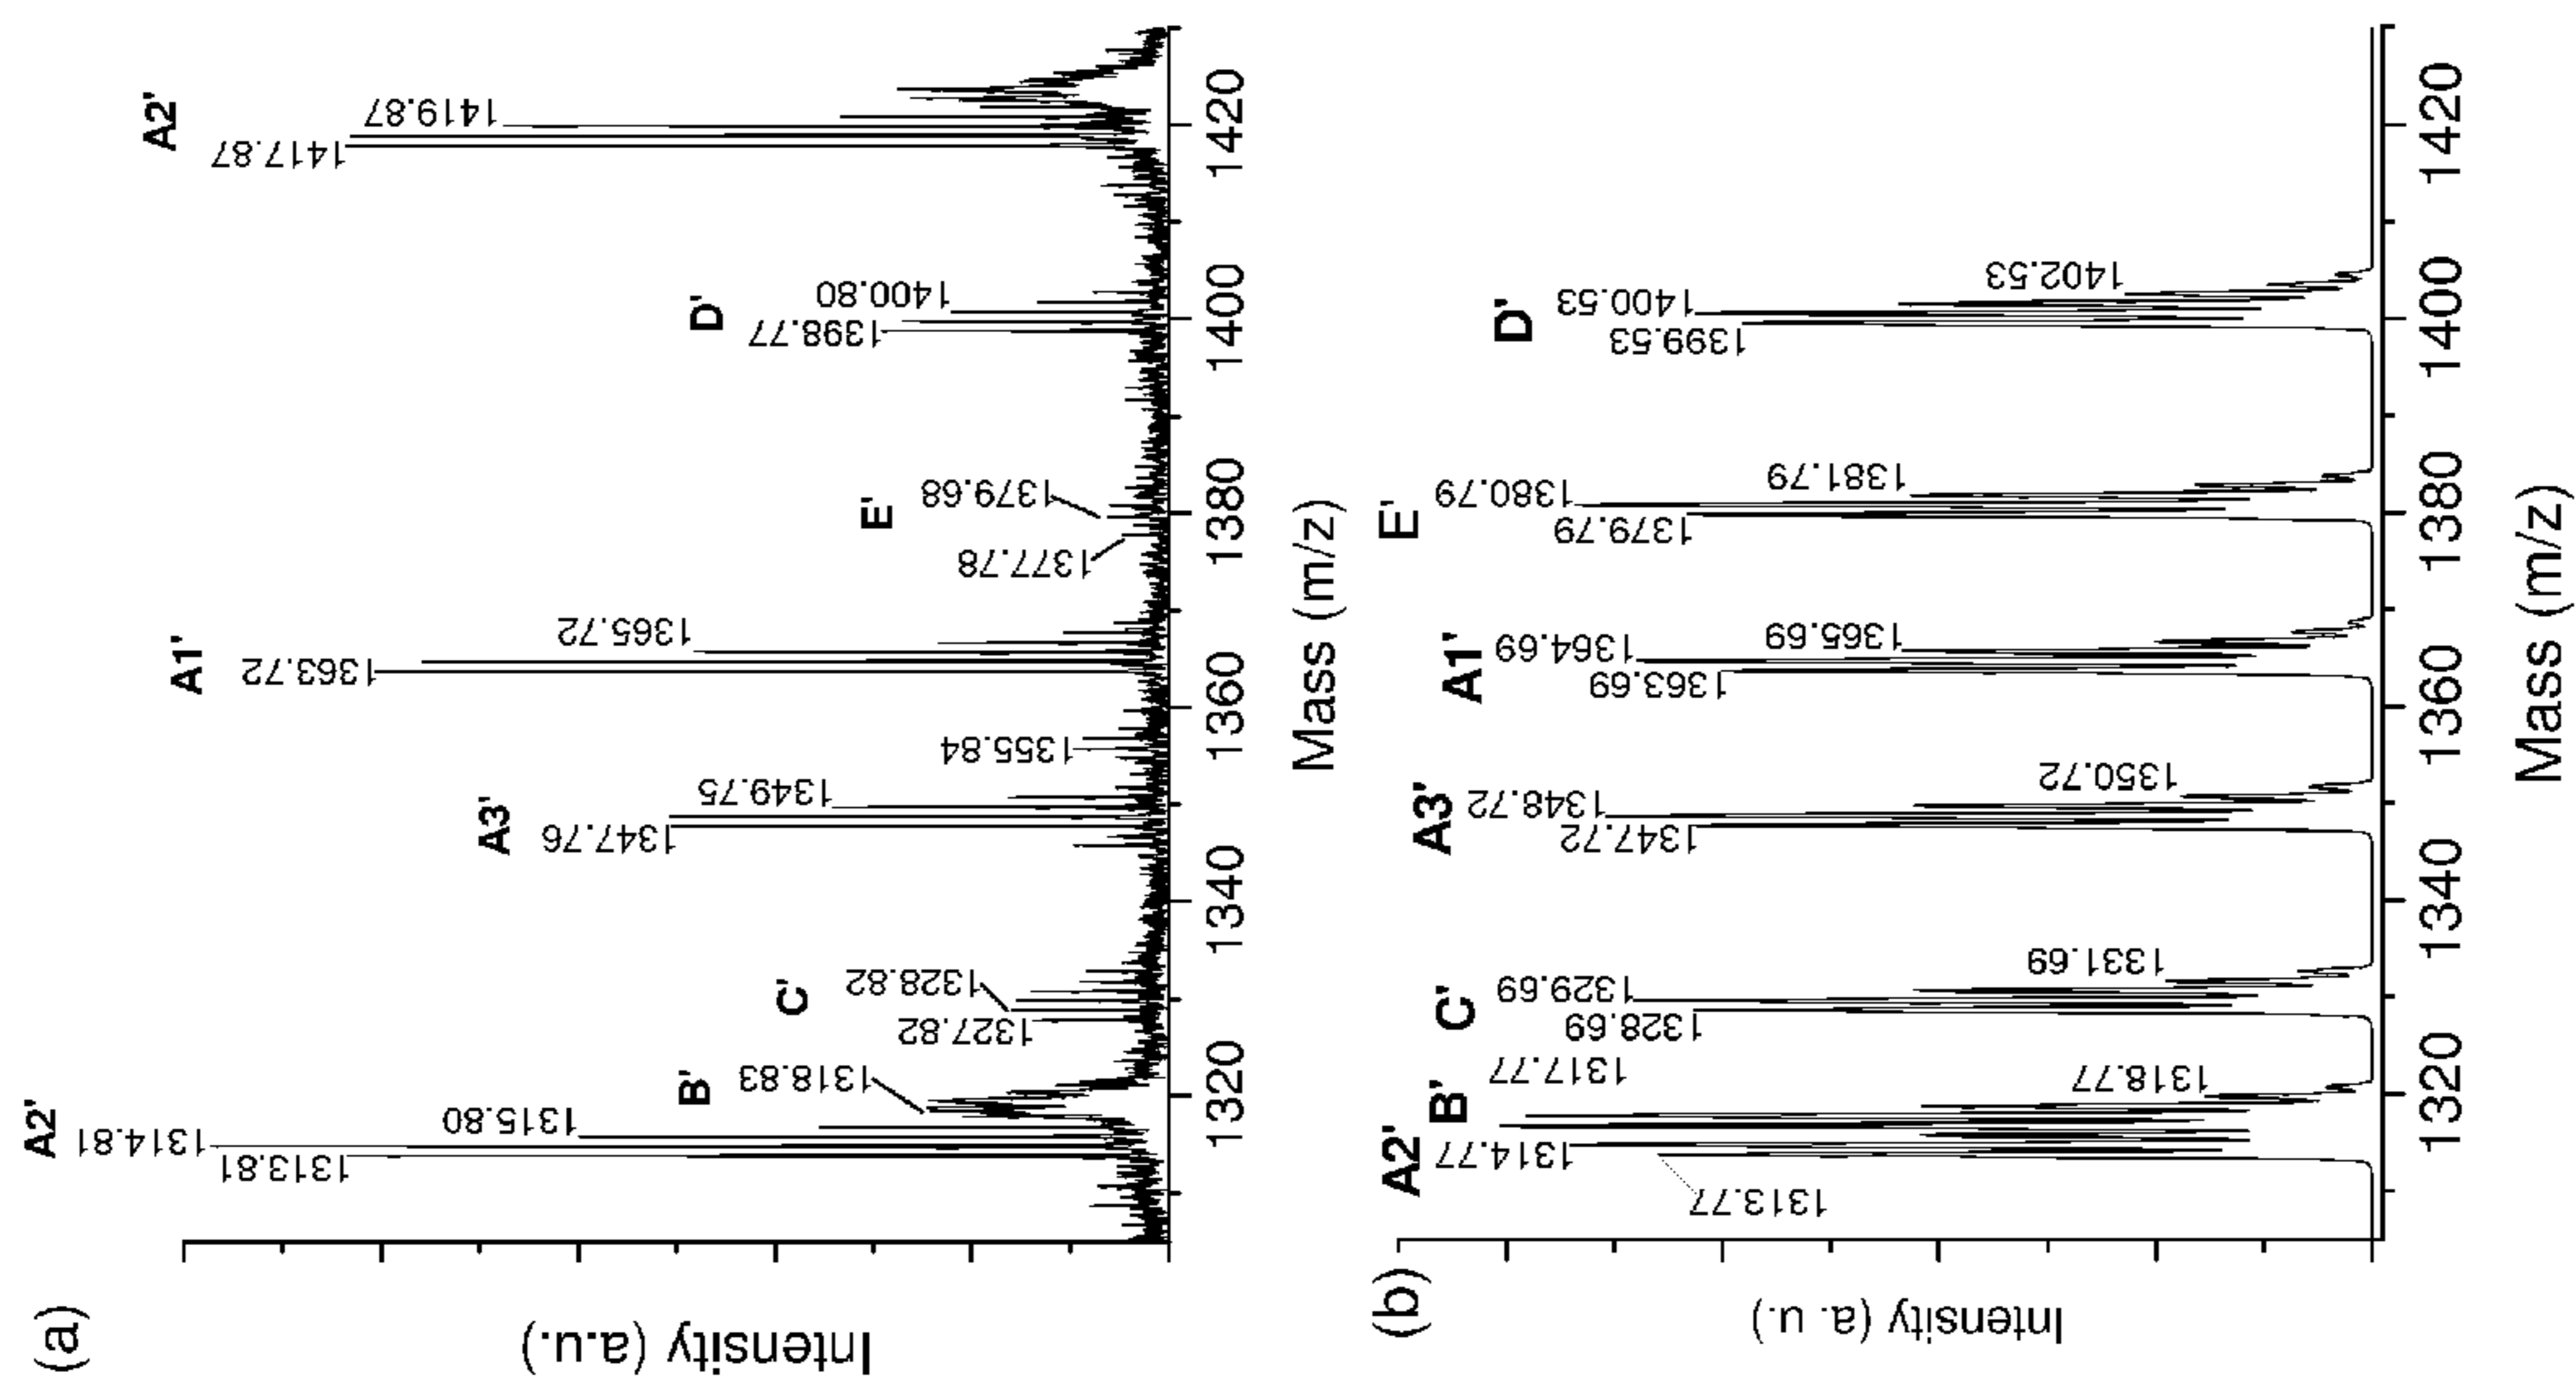 (a)
Intensity (a.u.)
A2'
1314.81
1313.81
1315.80
B'
1318.83
C'
1328.82
1327.82
A3'
1347.76
1349.75
1355.84
A1'
1363.72
1365.72
E'
1377.78
1379.68
D'
1398.77
1400.80
A2'
1417.87
1419.87
1320
1340
1360
1380
1400
1420
Mass (m/z)
(b)
Intensity (a. u.)
A2'
1313.77
1314.77
B'
1317.77
1318.77
C'
1328.69
1329.69
1331.69
A3'
1347.72
1348.72
1350.72
A1'
1363.69
1364.69
1365.69
E'
1379.79
1380.79
1381.79
D'
1399.53
1400.53
1402.53
1320
1340
1360
1380
1400
1420
Mass (m/z)